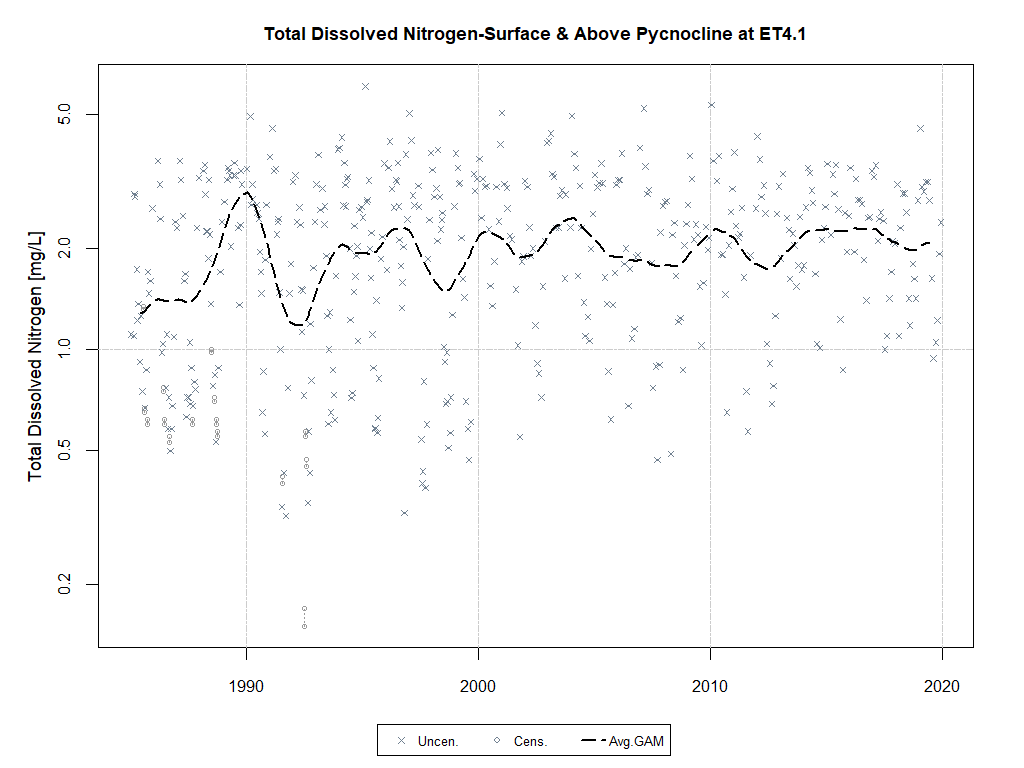 Total Dissolved Nitrogen-Surface & Above Pycnocline at ET4.1
Total Dissolved Nitrogen [mg/L]
5.0
2.0
1.0
0.5
0.2
1990 2000 2010 2020
Uncen. Cens. Avg.GAM